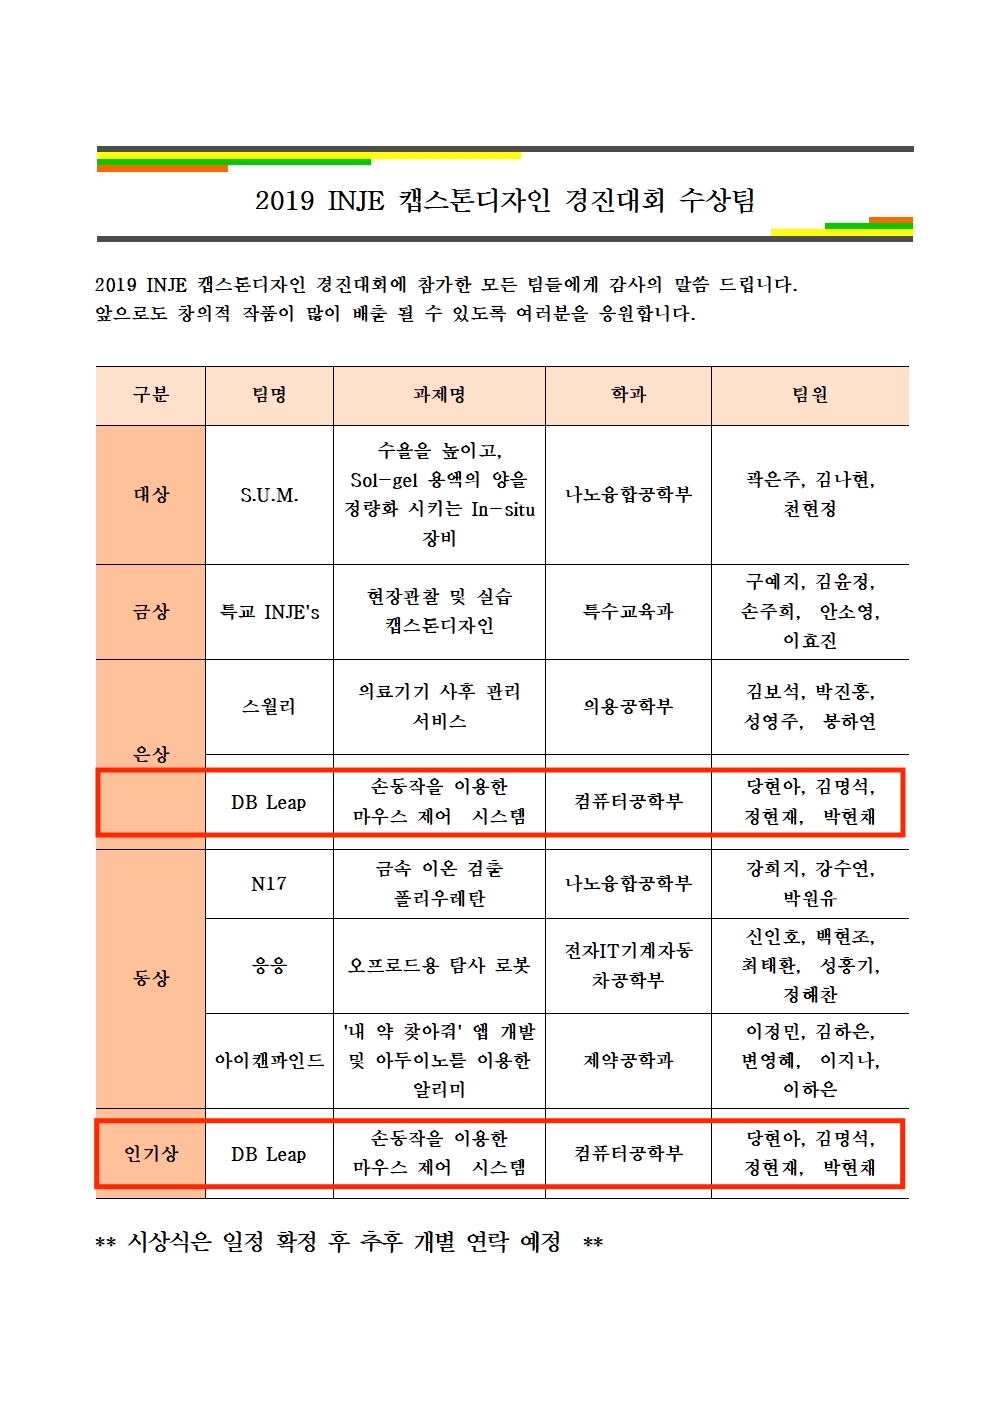 2019 INJE 캡스톤디자인 경진대회 수상팀
2019 INJE 캡스톤디자인 경진대회에 참가한 모든 팀들에게 감사의 말씀 드립니다.
앞으로도 창의적 작품이 많이 배출 될 수 있도록 여러분을 응원합니다.
구분 팀명 과제명 학과 팀원
대상
S.U.M.
수율을 높이고,
Sol-gel 용액의 양을
정량화 시키는 In-situ
장비
나노융합공학부
곽은주, 김나현,
천현정
금상
특교 INJE's
현장관찰 및 실습
캡스톤디자인
특수교육과
구예지, 김윤정,
손주희, 안소영,
이효진
은상
스월리
의료기기 사후 관리
서비스
의용공학부
김보석, 박진홍,
성영주, 봉하연
DB Leap
손동작을 이용한
마우스 제어 시스템
컴퓨터공학부
당현아, 김명석,
정현재, 박현채
동상
N17
금속 이온 검출
폴리우레탄
나노융합공학부
강희지, 강수연,
박원유
응응
오프로드용 탐사 로봇
전자IT기계자동
차공학부
신인호, 백현조,
최태환, 성홍기,
정해찬
아이캔파인드
'내 약 찾아줘' 앱 개발
및 아두이노를 이용한
알리미
제약공학과
이정민, 김하은,
변영혜, 이지나,
이하은
인기상
DB Leap
손동작을 이용한
마우스 제어 시스템
컴퓨터공학부
당현아, 김명석,
정현재, 박현채
** 시상식은 일정 확정 후 추후 개별 연락 예정 **